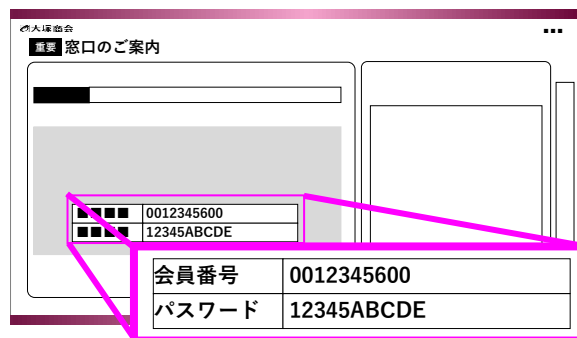 大塚商会
重要 窓口のご案内
■■■■ 0012345600
■■■■ 12345ABCDE
会員番号 0012345600
パスワード 12345ABCDE